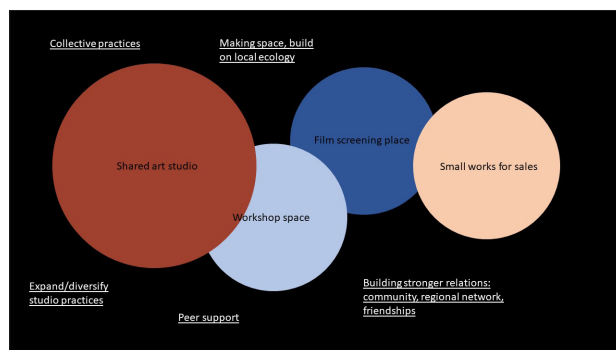 Collective practices
Making space, build
on local ecology
Film screening place
Shared art studio
Small works for sales
Workshop space
Expand/diversify
studio practices
Building stronger relations:
community, regional network,
friendships
Peer support